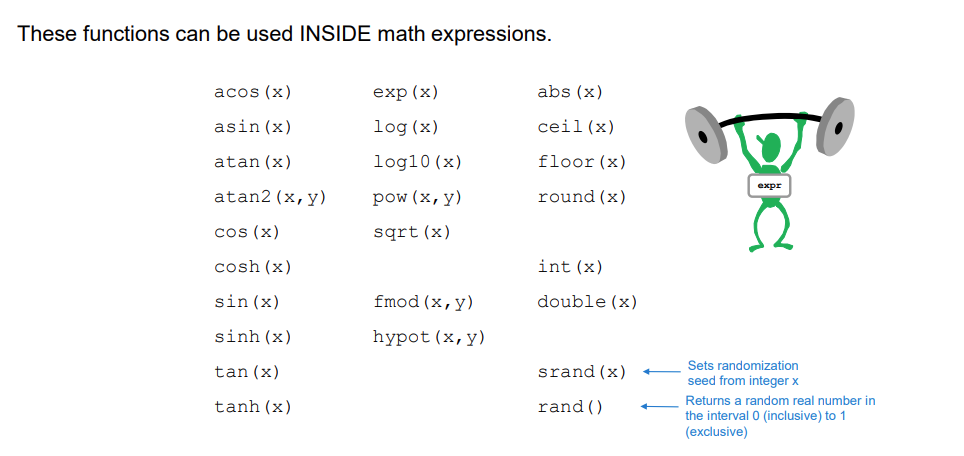 These functions can be used INSIDE math expressions.
acos(x) exp(x) abs(x)
asin(x) log(x) ceil(x)
atan(x) log10(x) floor(x)
atan2(x,y) pow(x,y) round(x)
expr
cos(x) sqrt(x)
cosh(x) int(x)
sin(x) fmod(x,y) double(x)
sinh(x) hypot(x,y)
tan(x) srand(x)
Sets randomization
seed from integer x
tanh(x) rand()
Returns a random real number in
the interval 0 (inclusive) to 1
(exclusive)